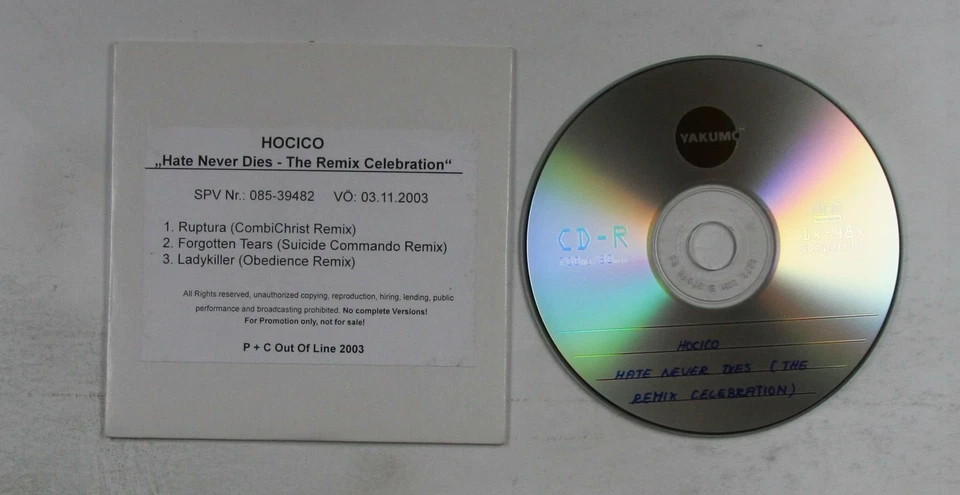 HOCICO
„Hate Never Dies - The Remix Celebration“
SPV Nr.: 085-39482 VÖ: 03.11.2003
1. Ruptura (CombiChrist Remix)
2. Forgotten Tears (Suicide Commando Remix)
3. Ladykiller (Obedience Remix)
All Rights reserved, unauthorized copying, reproduction, hiring, lending, public
performance and broadcasting prohibited. No complete Versions!
For Promotion only, not for sale!
P + C Out Of Line 2003
YAKUMO
CD-R
1x-48x
HOCICO
HATE NEVER DIES (THE
REMIX CELEBRATION)